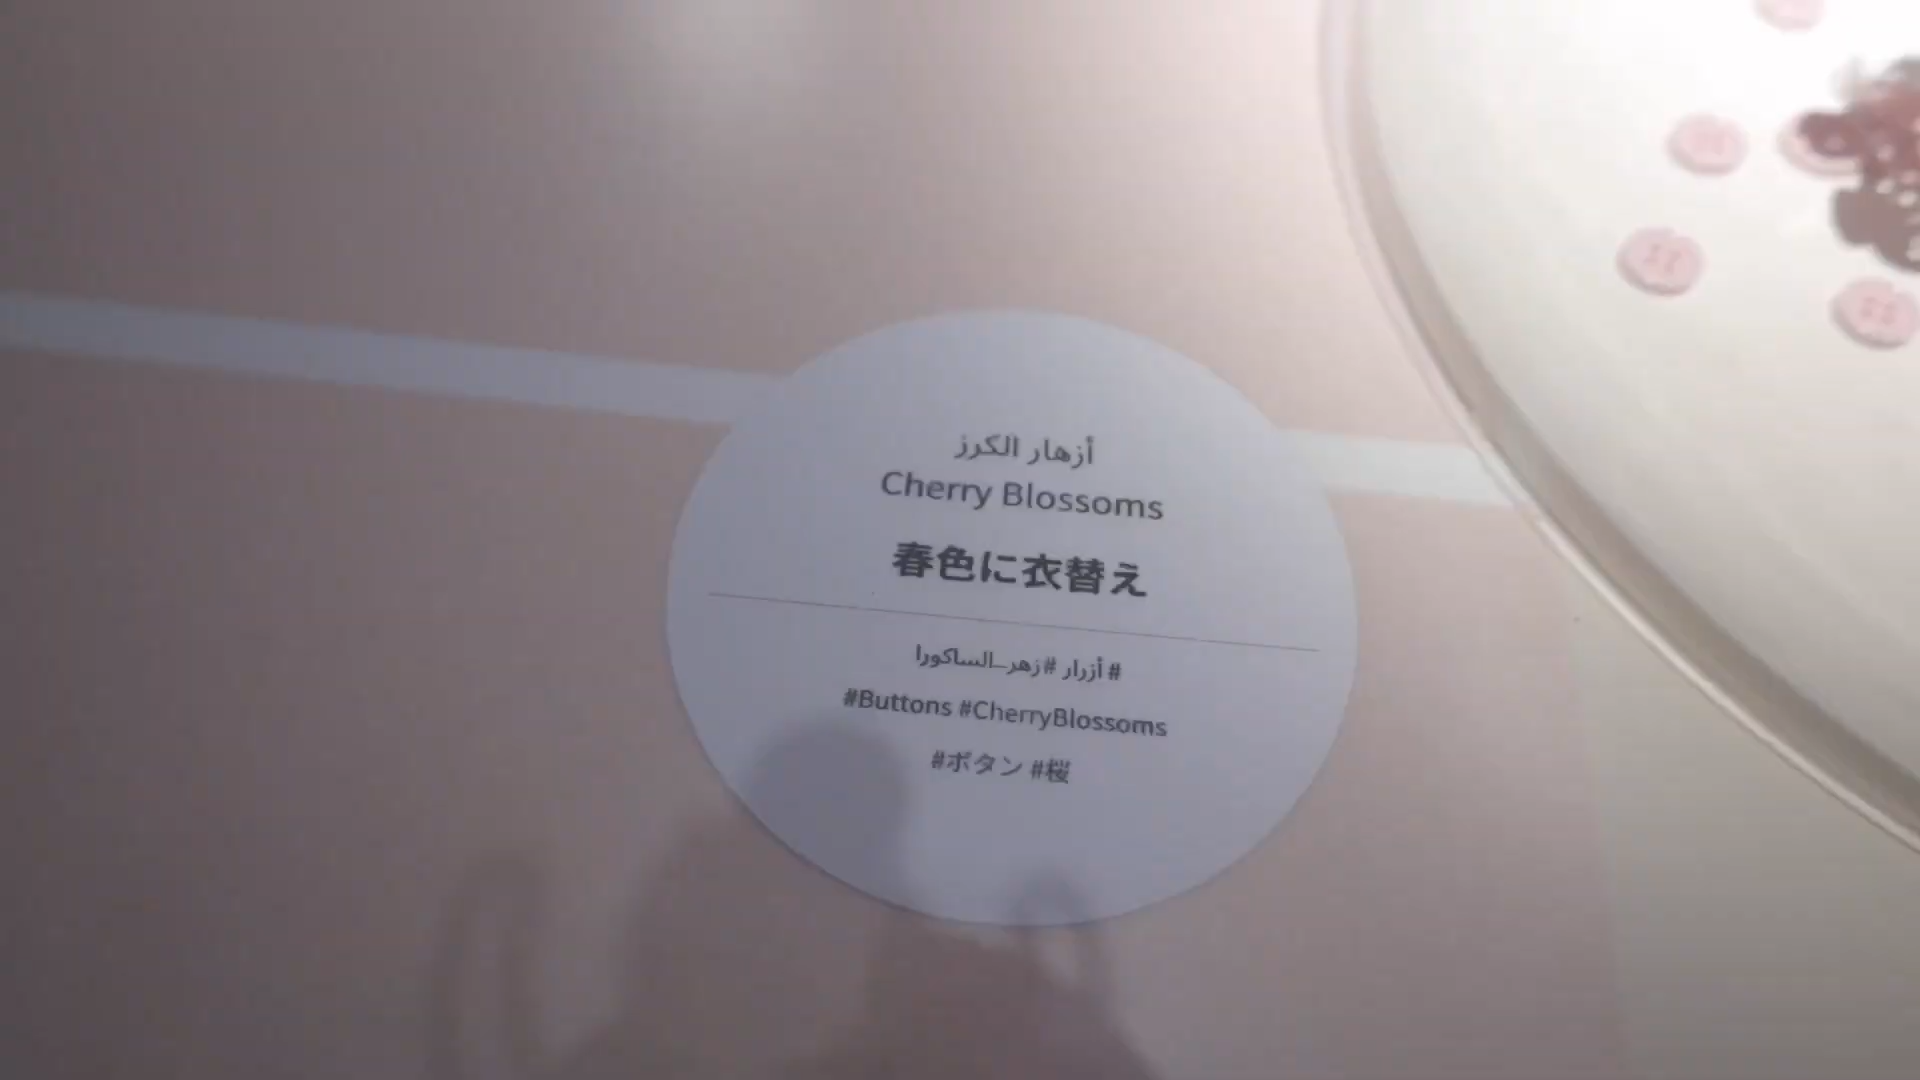 أزهار الكرز
Cherry Blossoms
春色に衣替え
# أزرار #زهر_الساكورا
#Buttons #CherryBlossoms
#ボタン #桜